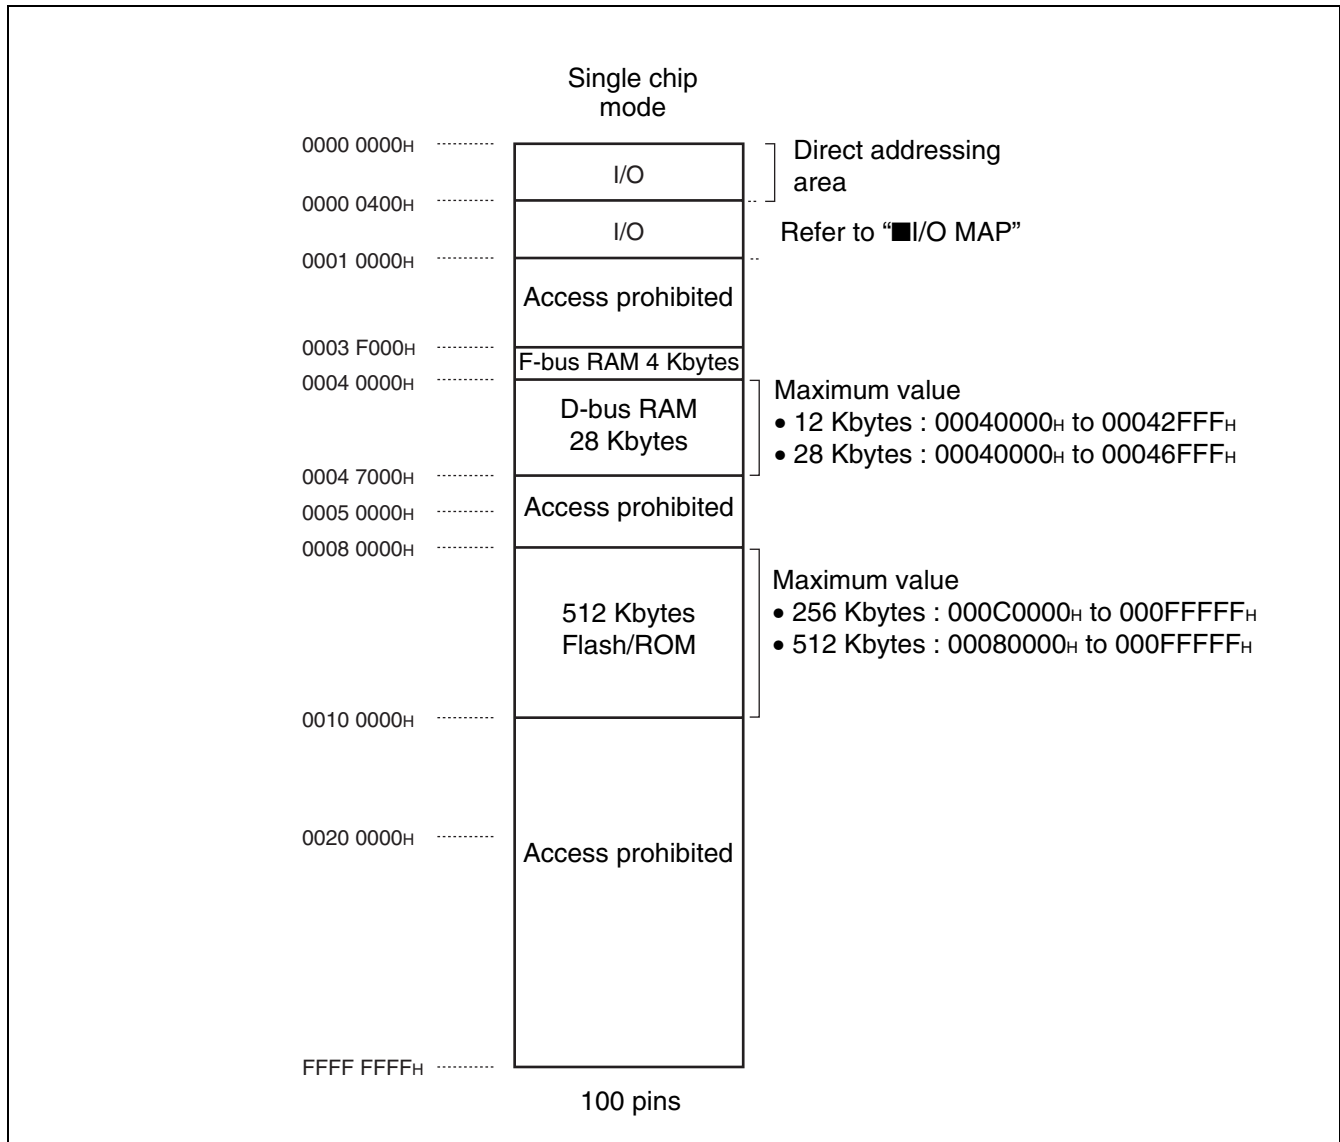 Single chip
mode
0000 0000H
I/O
Direct addressing
area
0000 0400H
I/O
Refer to “■I/O MAP”
0001 0000H
Access prohibited
0003 F000H
F-bus RAM 4 Kbytes
0004 0000H
D-bus RAM
28 Kbytes
Maximum value
• 12 Kbytes : 00040000H to 00042FFFH
• 28 Kbytes : 00040000H to 00046FFFH
0004 7000H
Access prohibited
0005 0000H
0008 0000H
512 Kbytes
Flash/ROM
Maximum value
• 256 Kbytes : 000C0000H to 000FFFFFH
• 512 Kbytes : 00080000H to 000FFFFFH
0010 0000H
0020 0000H
Access prohibited
FFFF FFFFH
100 pins